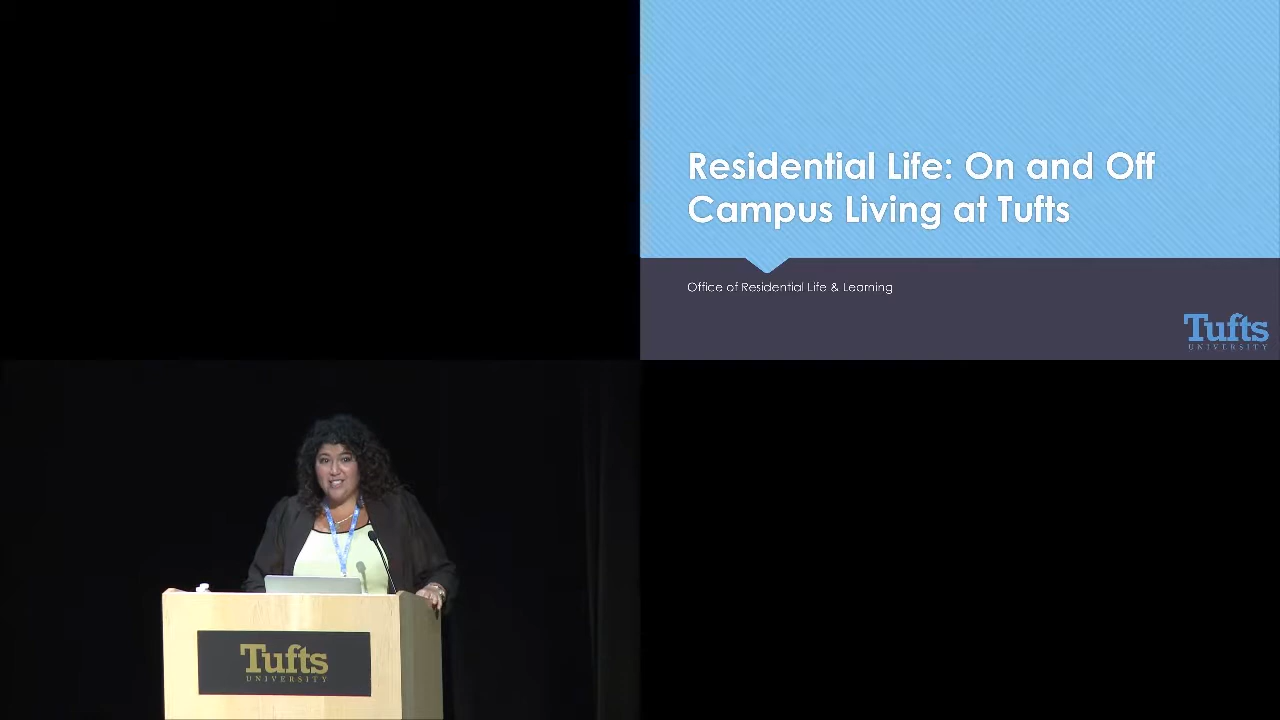 Residential Life: On and Off
Campus Living at Tufts
Office of Residential Life & Learning
Tufts
UNIVERSITY
Tufts
UNIVERSITY